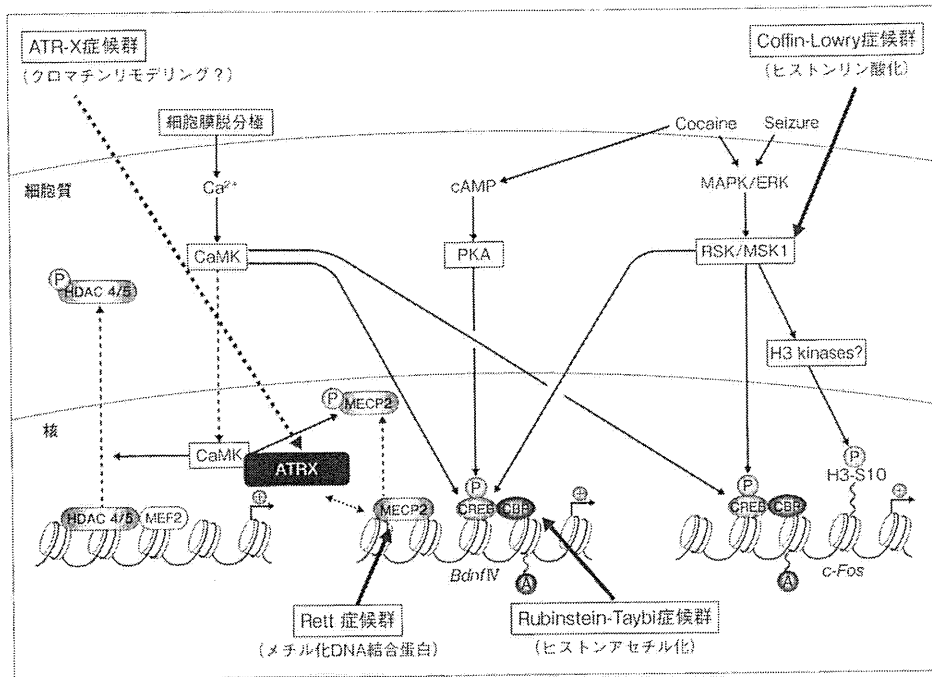 ATR-X症候群
(クロマチンリモデリング?)
Coffin-Lowry症候群
(ヒストンリン酸化)
細胞膜脱分極
Cocaine
Seizure
細胞質
Ca²⁺
cAMP
MAPK/ERK
CaMK
PKA
RSK/MSK1
P
HDAC 4/5
H3 kinases?
核
P
MECP2
CaMK
ATRX
P
H3-S10
HDAC 4/5
MEF2
⊕
MECP2
P
CREB
CBP
⊕
P
CREB
CBP
⊕
BdnfⅣ
A
A
c-Fos
Rett 症候群
(メチル化DNA結合蛋白)
Rubinstein-Taybi症候群
(ヒストンアセチル化)